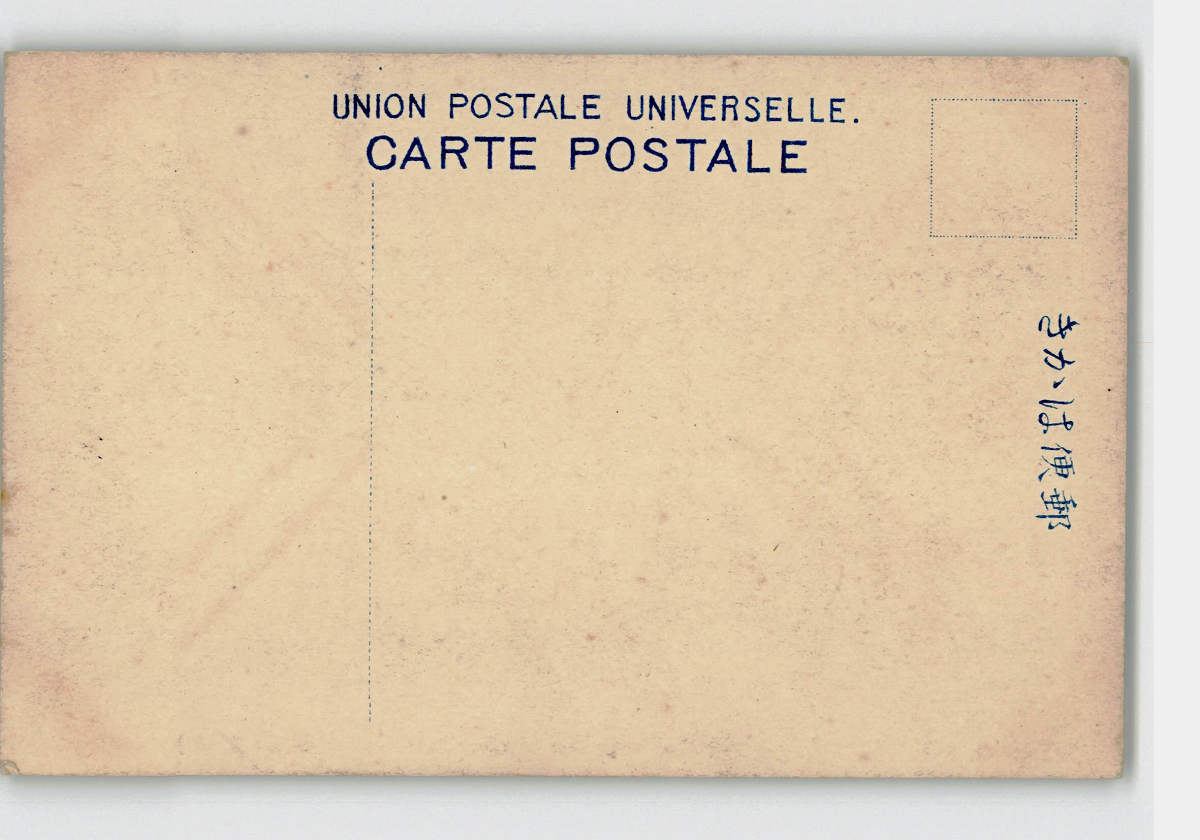 UNION POSTALE UNIVERSELLE.
CARTE POSTALE
郵便はかき